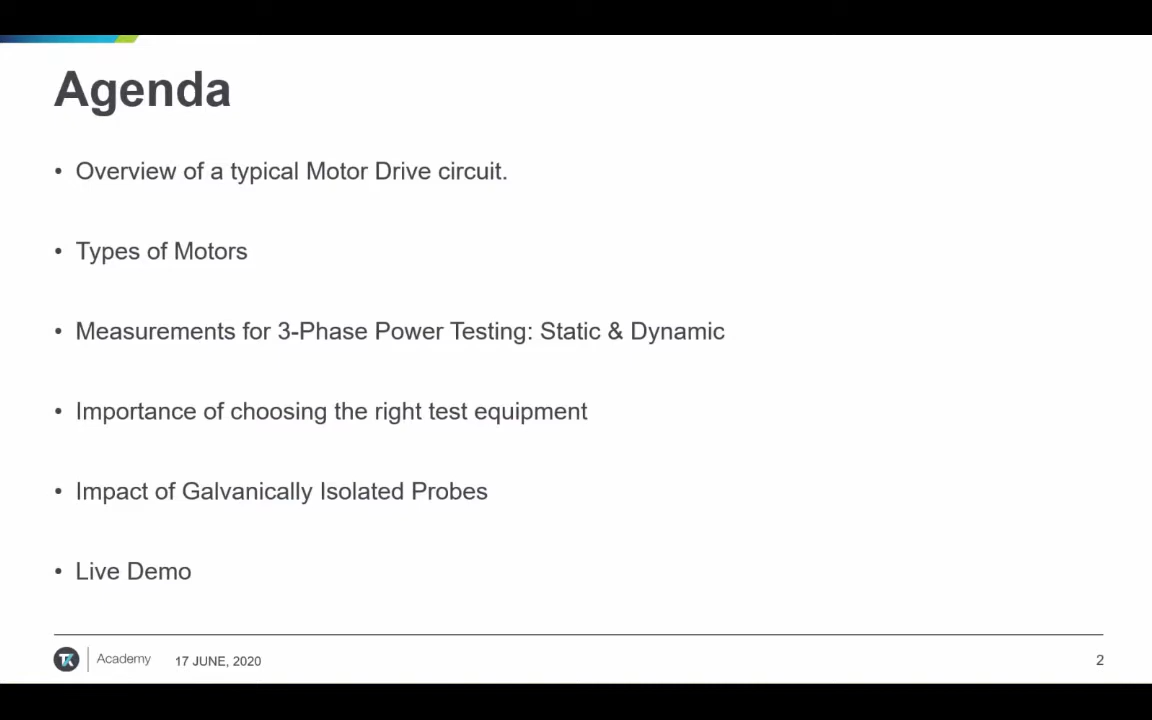 Agenda
• Overview of a typical Motor Drive circuit.
• Types of Motors
• Measurements for 3-Phase Power Testing: Static & Dynamic
• Importance of choosing the right test equipment
• Impact of Galvanically Isolated Probes
• Live Demo
TK Academy 17 JUNE, 2020 2